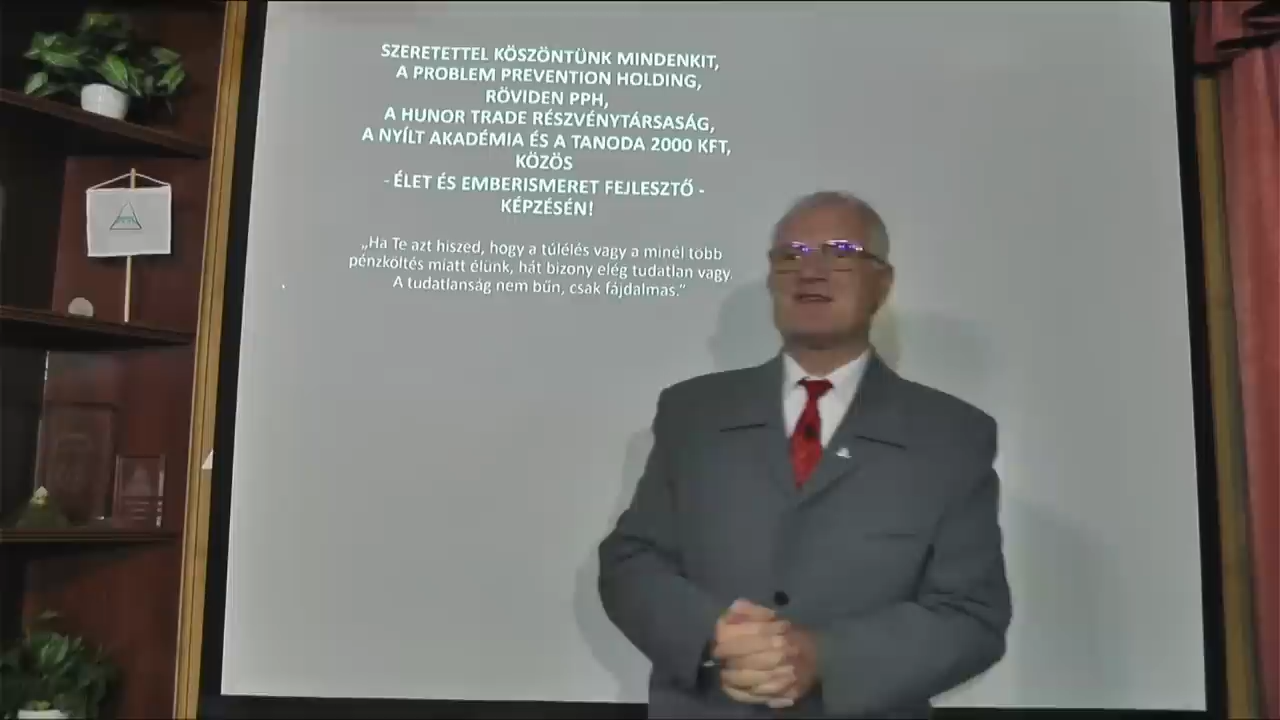 SZERETETTEL KÖSZÖNTÜNK MINDENKIT,
A PROBLEM PREVENTION HOLDING,
RÖVIDEN PPH,
A HUNOR TRADE RÉSZVÉNYTÁRSASÁG,
A NYÍLT AKADÉMIA ÉS A TANODA 2000 KFT,
KÖZÖS
- ÉLET ÉS EMBERISMERET FEJLESZTŐ -
KÉPZÉSÉN!
„Ha Te azt hiszed, hogy a túlélés vagy a minél több
pénzköltés miatt élünk, hát bizony elég tudatlan vagy.
A tudatlanság nem bűn, csak fájdalmas.”